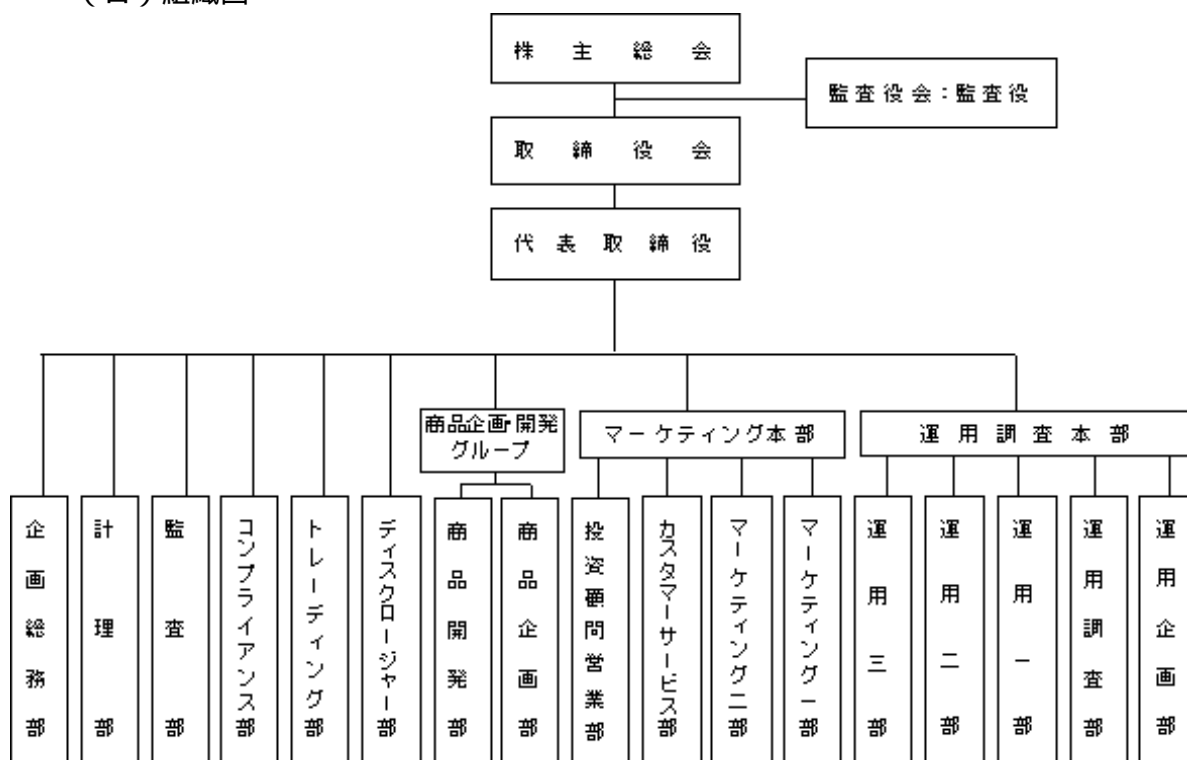 (ロ)組織図
株主総会
監査役会:監査役
取締役会
代表取締役
商品企画・開発
グループ
マーケティング本部
運用調査本部
企画総務部
計理部
監査部
コンプライアンス部
トレーディング部
ディスクロージャー部
商品開発部
商品企画部
投資顧問営業部
カスタマーサービス部
マーケティング二部
マーケティング一部
運用三部
運用二部
運用一部
運用調査部
運用企画部